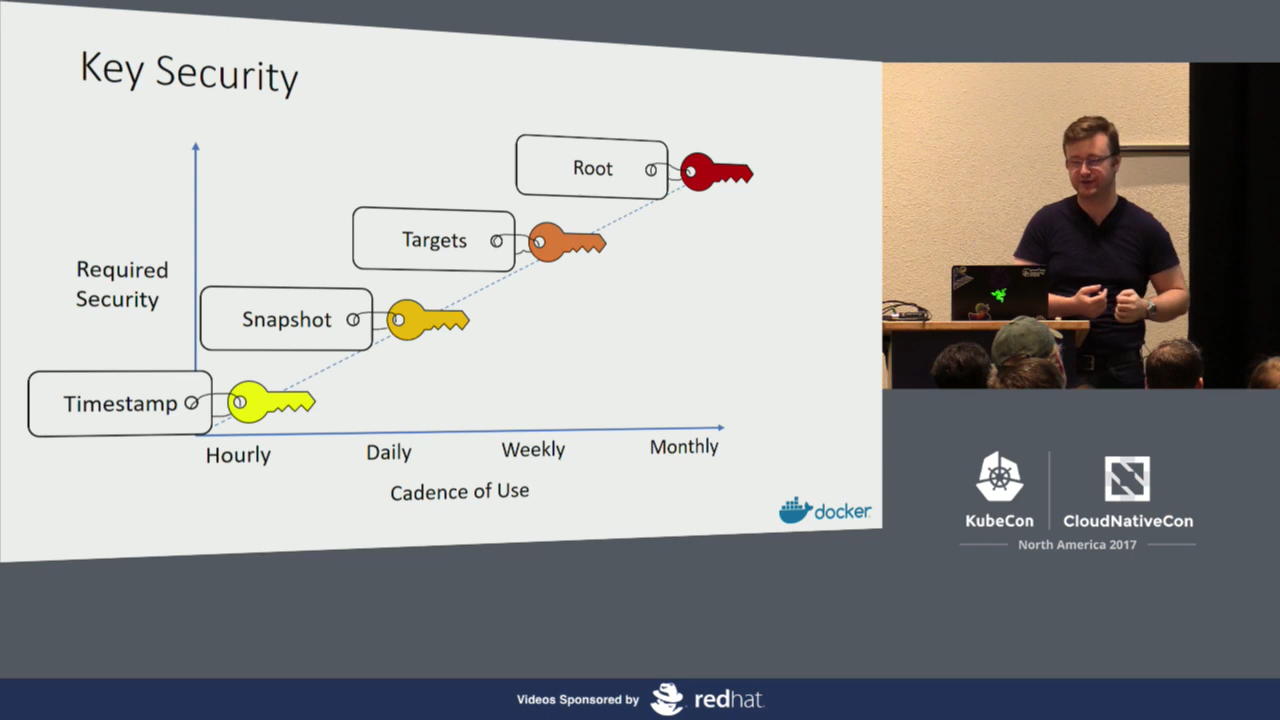 Key Security
Root
Targets
Required
Security
Snapshot
Timestamp
Hourly
Daily
Weekly
Monthly
Cadence of Use
docker
KubeCon
CloudNativeCon
North America 2017
Videos Sponsored by
redhat